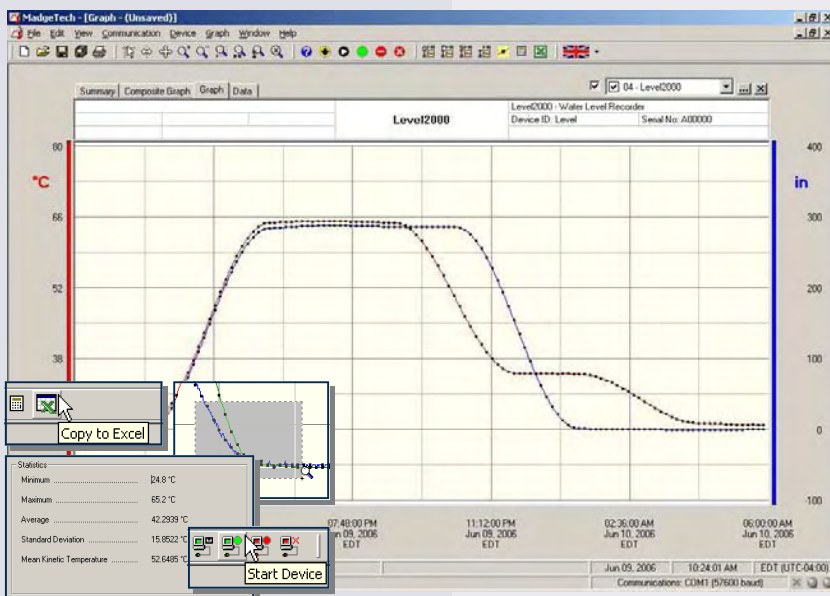 MadgeTech - [Graph - (Unsaved)]
File Edit View Communication Device Graph Window Help
Summary Composite Graph Graph Data
04 - Level2000
Level2000
Level2000 - Water Level Recorder
Device ID: Level Serial No: A00000
80 400
°C in
66 300
52 200
38 100
0
-100
Copy to Excel
Statistics
Minimum 24.8 °C
Maximum 65.2 °C
Average 42.2939 °C
Standard Deviation 15.8522 °C
Mean Kinetic Temperature 52.6485 °C
Start Device
07:48:00 PM 11:12:00 PM 02:36:00 AM 06:00:00 AM
Jun 09, 2006 Jun 09, 2006 Jun 10, 2006 Jun 10, 2006
EDT EDT EDT EDT
Jun 09, 2006 10:24:01 AM EDT (UTC-04:00)
Communications: COM1 (57600 baud)